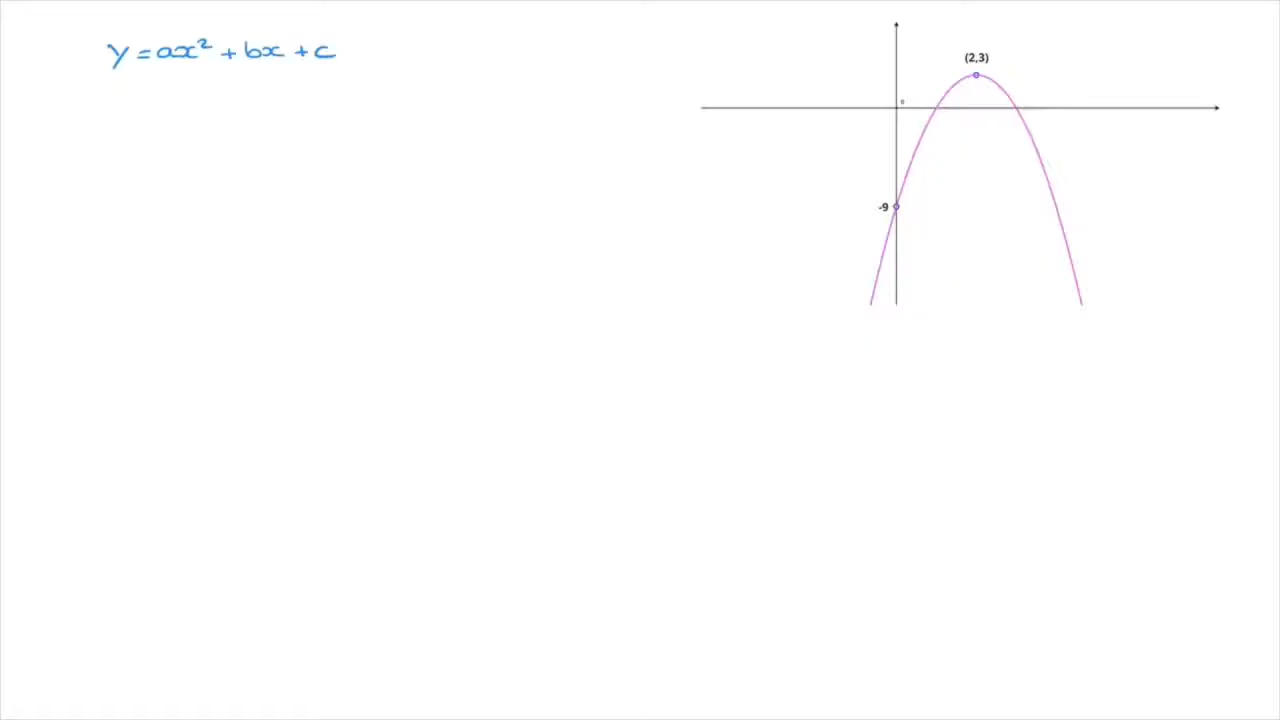 y = ax² + bx + c
(2,3)
0
-9